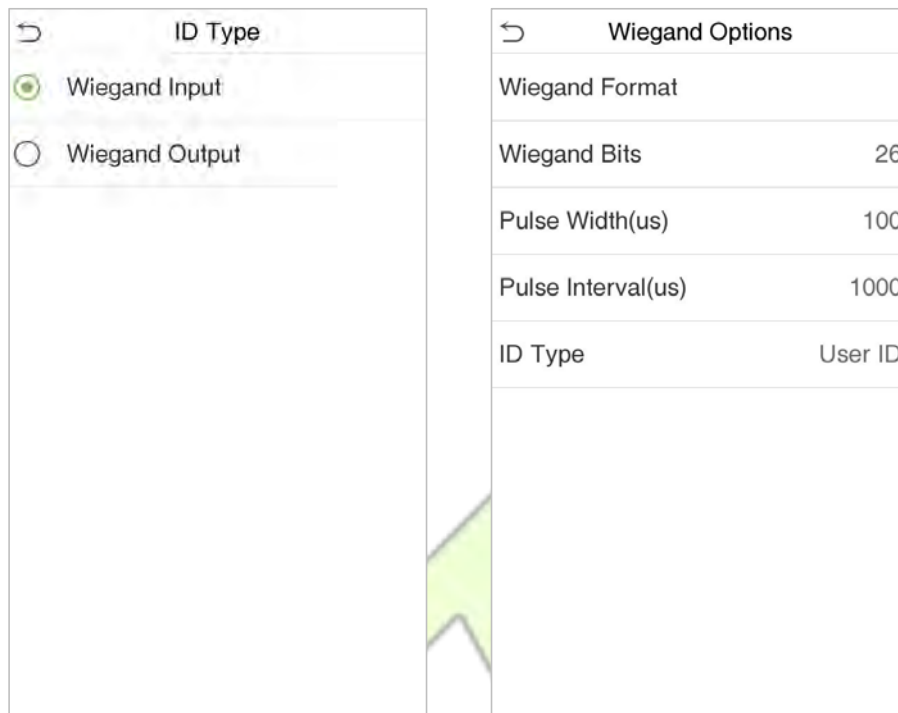 ID Type
Wiegand Input
Wiegand Output
Wiegand Options
Wiegand Format
Wiegand Bits 26
Pulse Width(us) 100
Pulse Interval(us) 1000
ID Type User ID